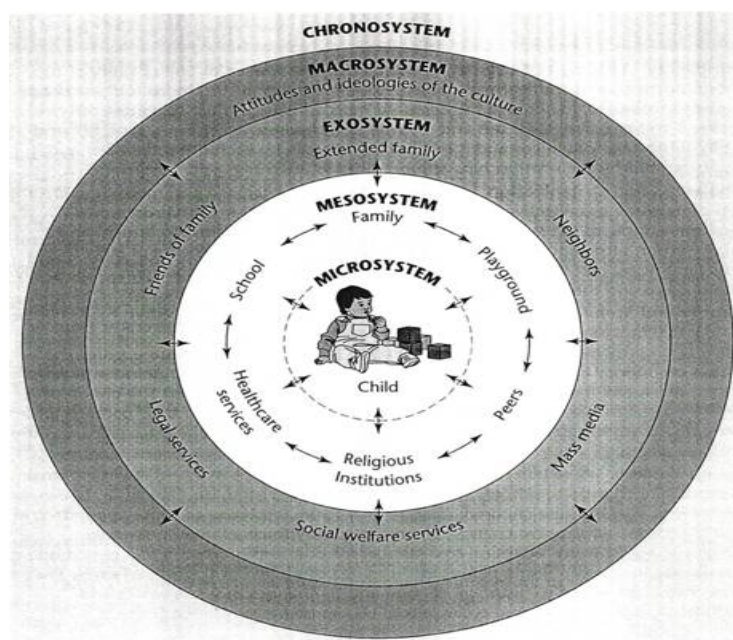 CHRONOSYSTEM
MACROSYSTEM
Attitudes and ideologies of the culture
EXOSYSTEM
Extended family
Friends of family
Neighbors
MESOSYSTEM
Family
School
Playground
MICROSYSTEM
Child
Healthcare
services
Peers
Religious
Institutions
Legal services
Mass media
Social welfare services